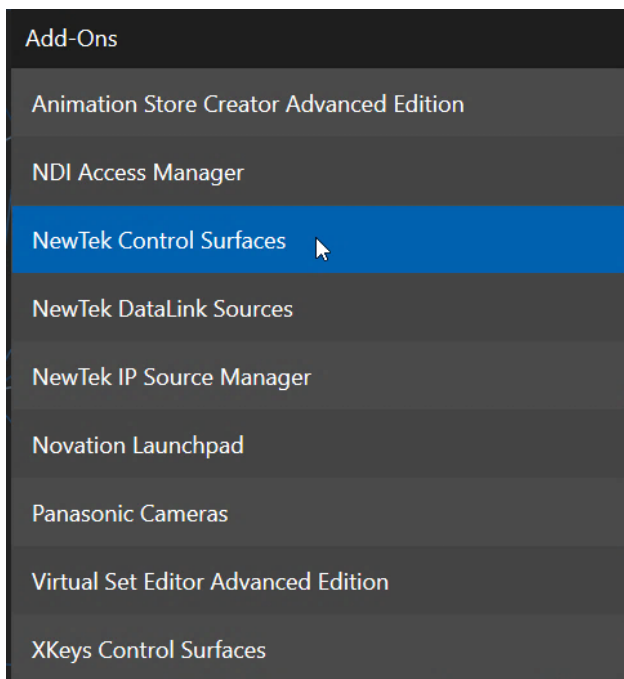 Add-Ons
Animation Store Creator Advanced Edition
NDI Access Manager
NewTek Control Surfaces
NewTek DataLink Sources
NewTek IP Source Manager
Novation Launchpad
Panasonic Cameras
Virtual Set Editor Advanced Edition
XKeys Control Surfaces